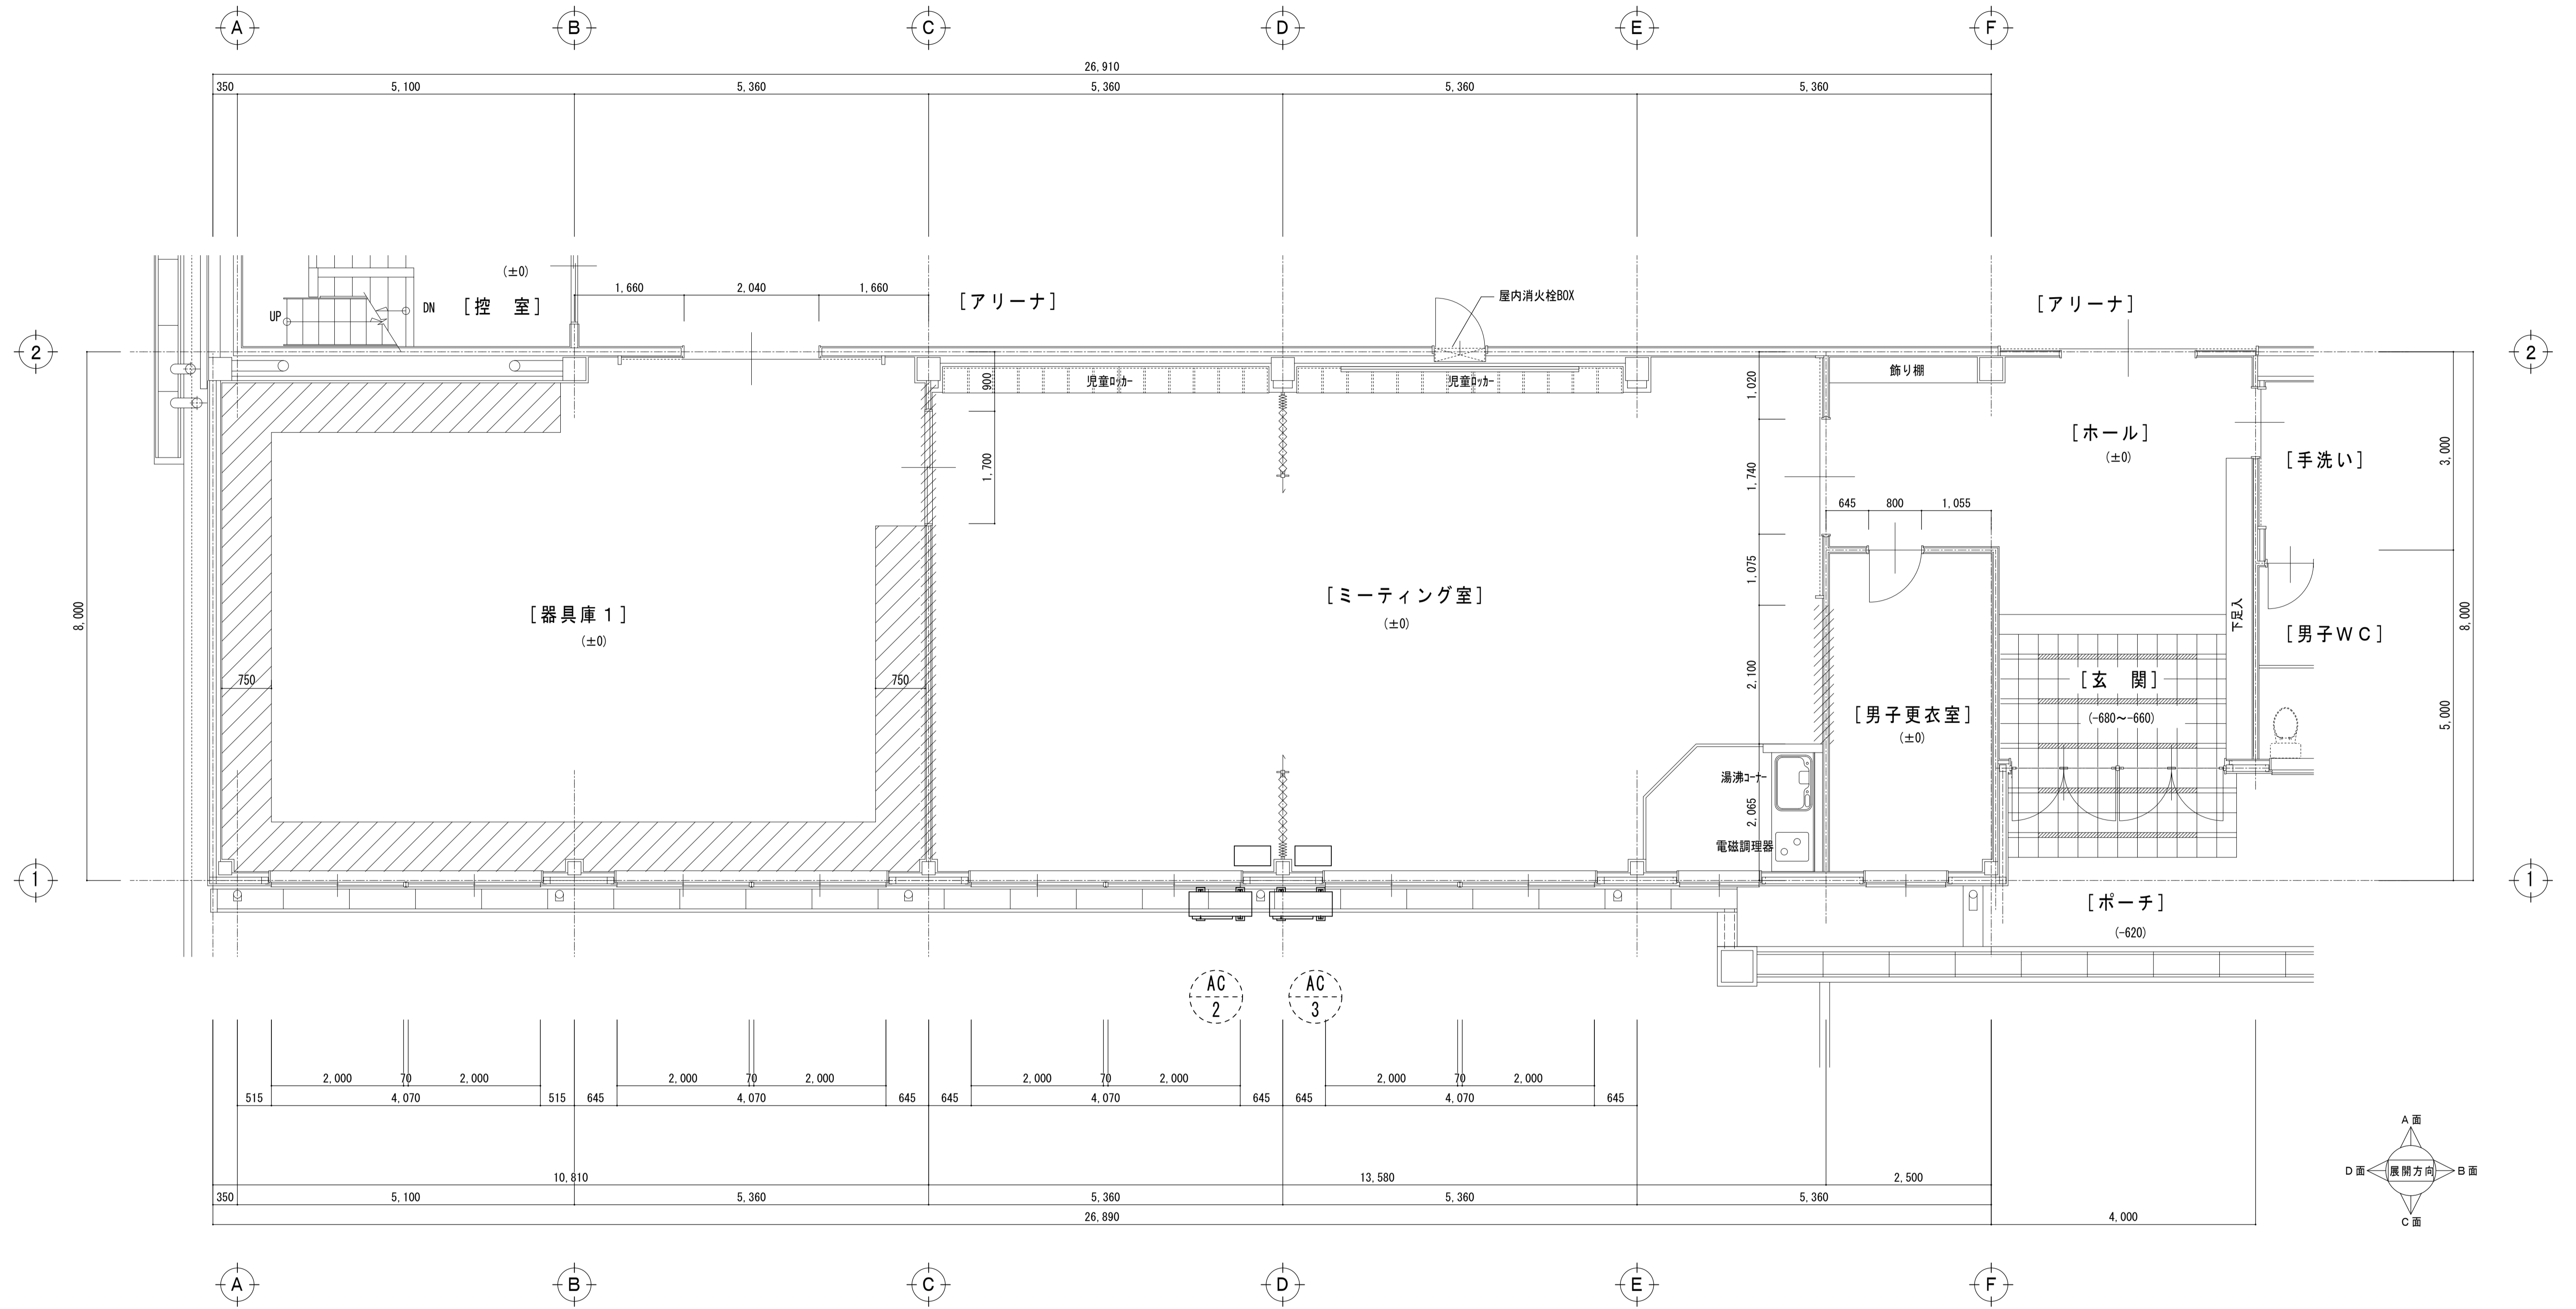 A B C D E F
26,910
350 5,100 5,360 5,360 5,360 5,360
(±0)
[控　室]
UP
DN
1,660 2,040 1,660
[アリーナ]
屋内消火栓BOX
[アリーナ]
2
2
児童ﾛｯｶｰ
児童ﾛｯｶｰ
飾り棚
900
1,020
[ホール]
(±0)
[手洗い]
3,000
1,700
1,740
645 800 1,055
1,075
[器具庫１]
(±0)
[ミーティング室]
(±0)
8,000
8,000
下足入
[男子ＷＣ]
750
750
2,100
[玄　関]
(-680～-660)
[男子更衣室]
(±0)
5,000
湯沸ｺｰﾅｰ
2,065
電磁調理器
1
1
[ポーチ]
(-620)
AC
2
AC
3
2,000 70 2,000 2,000 70 2,000 2,000 70 2,000 2,000 70 2,000
515 4,070 515 645 4,070 645 645 4,070 645 645 4,070 645
A面
D面 展開方向 B面
C面
10,810 13,580 2,500
350 5,100 5,360 5,360 5,360 5,360
26,890 4,000
A B C D E F